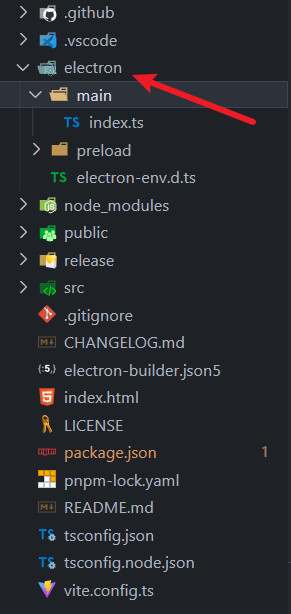 .github
.vscode
electron
main
TS index.ts
preload
TS electron-env.d.ts
node_modules
public
release
src
.gitignore
CHANGELOG.md
electron-builder.json5
index.html
LICENSE
package.json 1
pnpm-lock.yaml
README.md
TS tsconfig.json
TS tsconfig.node.json
vite.config.ts